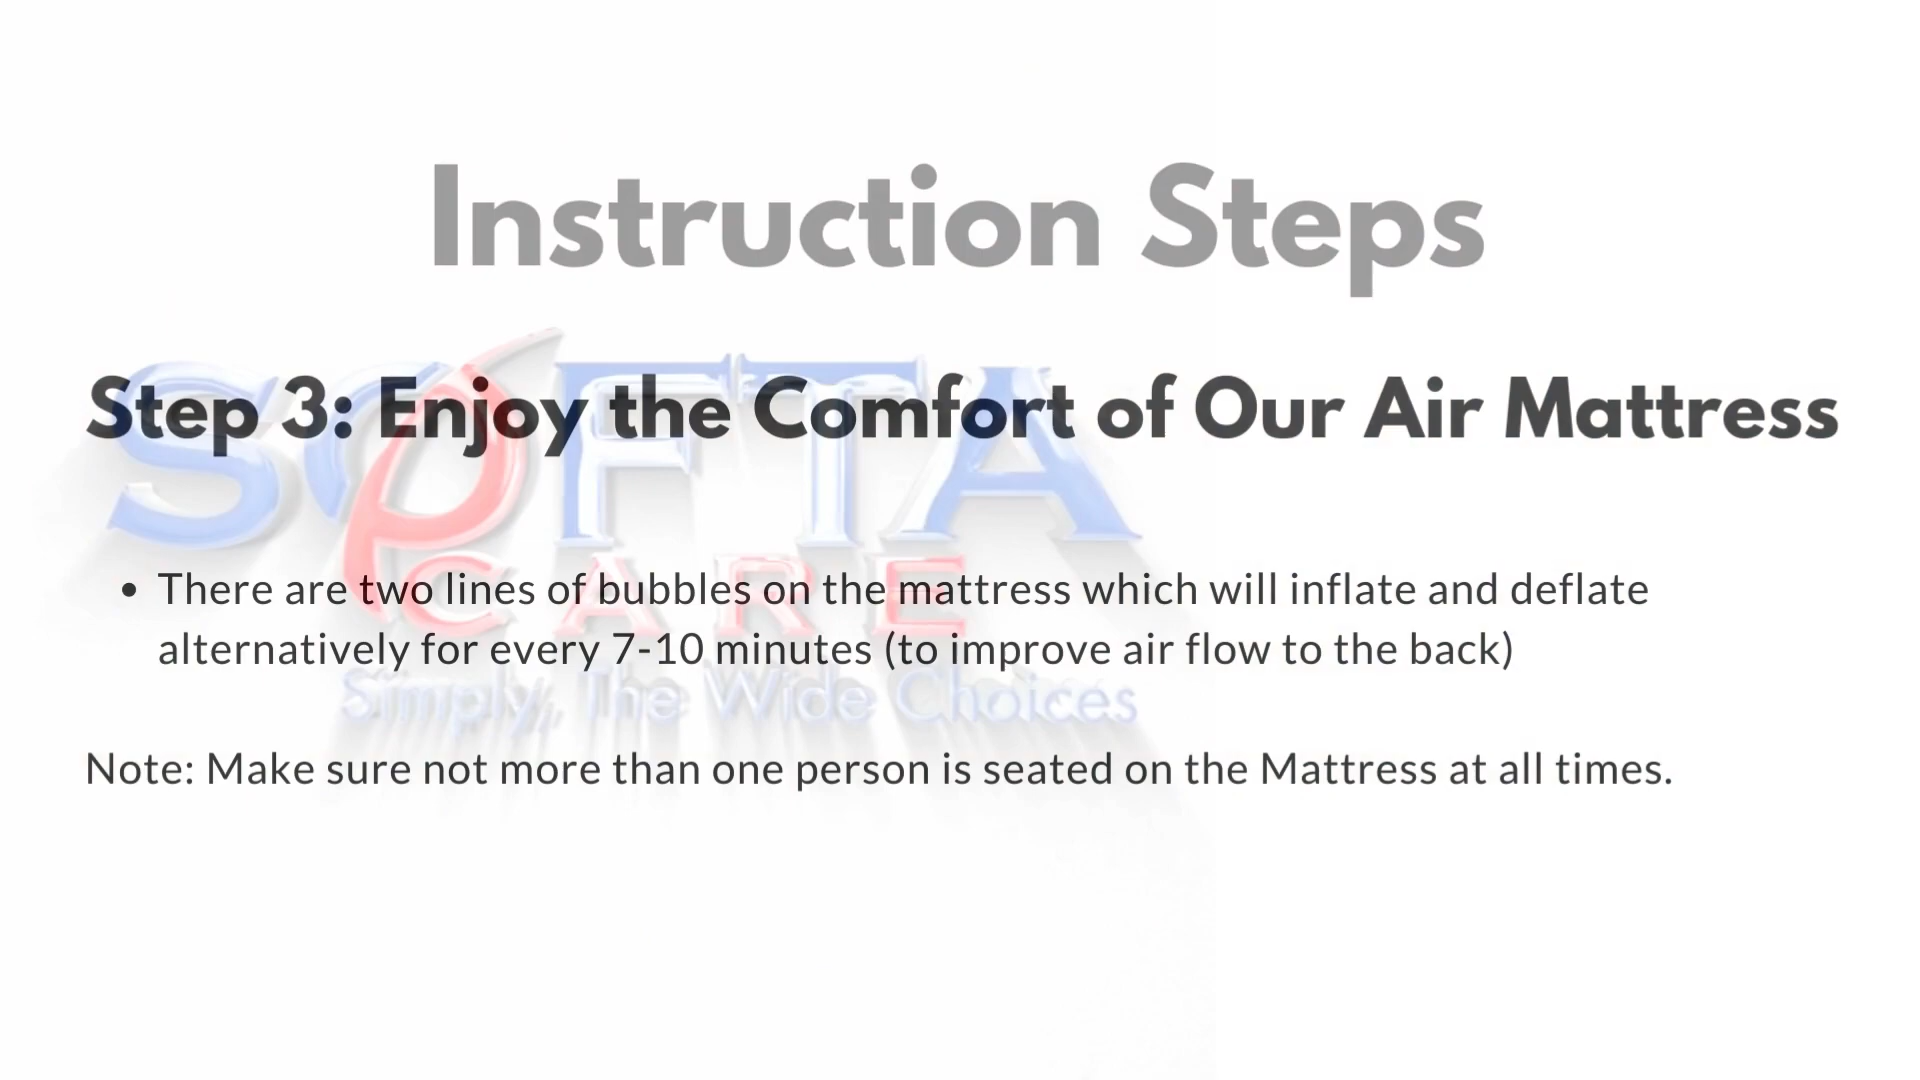 Instruction Steps
Step 3: Enjoy the Comfort of Our Air Mattress
SOFTA
CARE
• There are two lines of bubbles on the mattress which will inflate and deflate
alternatively for every 7-10 minutes (to improve air flow to the back)
Simply, The Wide Choices
Note: Make sure not more than one person is seated on the Mattress at all times.